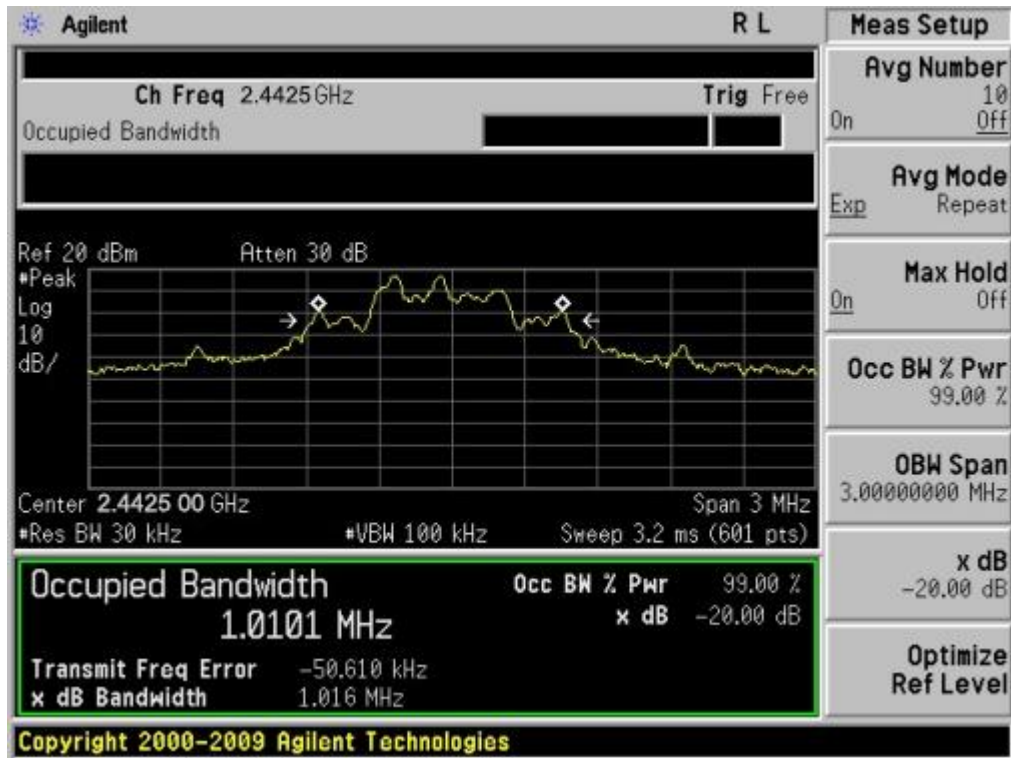 Agilent R L Meas Setup
Ch Freq 2.4425 GHz Trig Free
Occupied Bandwidth
Avg Number
10
On Off
Avg Mode
Exp Repeat
Max Hold
On Off
Occ BW % Pwr
99.00 %
OBW Span
3.00000000 MHz
x dB
-20.00 dB
Optimize
Ref Level
Ref 20 dBm Atten 30 dB
#Peak
Log
10
dB/
Center 2.4425 00 GHz Span 3 MHz
#Res BW 30 kHz #VBW 100 kHz Sweep 3.2 ms (601 pts)
Occupied Bandwidth Occ BW % Pwr 99.00 %
1.0101 MHz x dB -20.00 dB
Transmit Freq Error -50.610 kHz
x dB Bandwidth 1.016 MHz
Copyright 2000-2009 Agilent Technologies